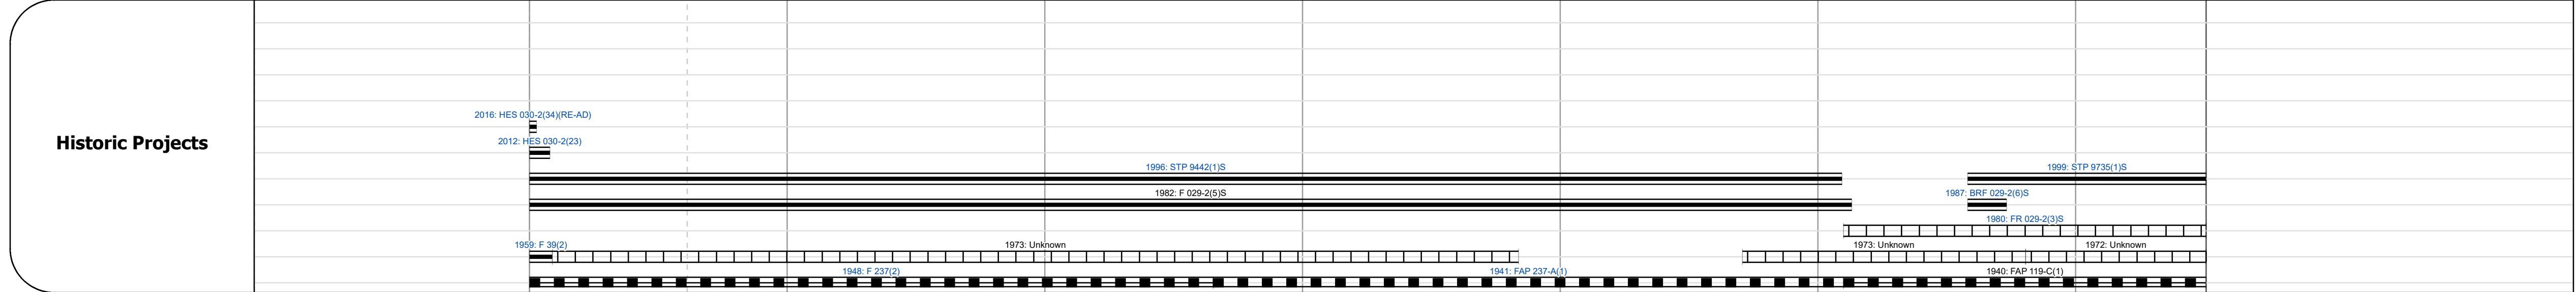 Historic Projects
2016: HES 030-2(34)(RE-AD)
2012: HES 030-2(23)
1996: STP 9442(1)S
1999: STP 9735(1)S
1982: F 029-2(5)S
1987: BRF 029-2(6)S
1980: FR 029-2(3)S
1959: F 39(2)
1973: Unknown
1973: Unknown
1972: Unknown
1948: F 237(2)
1941: FAP 237-A(1)
1940: FAP 119-C(1)